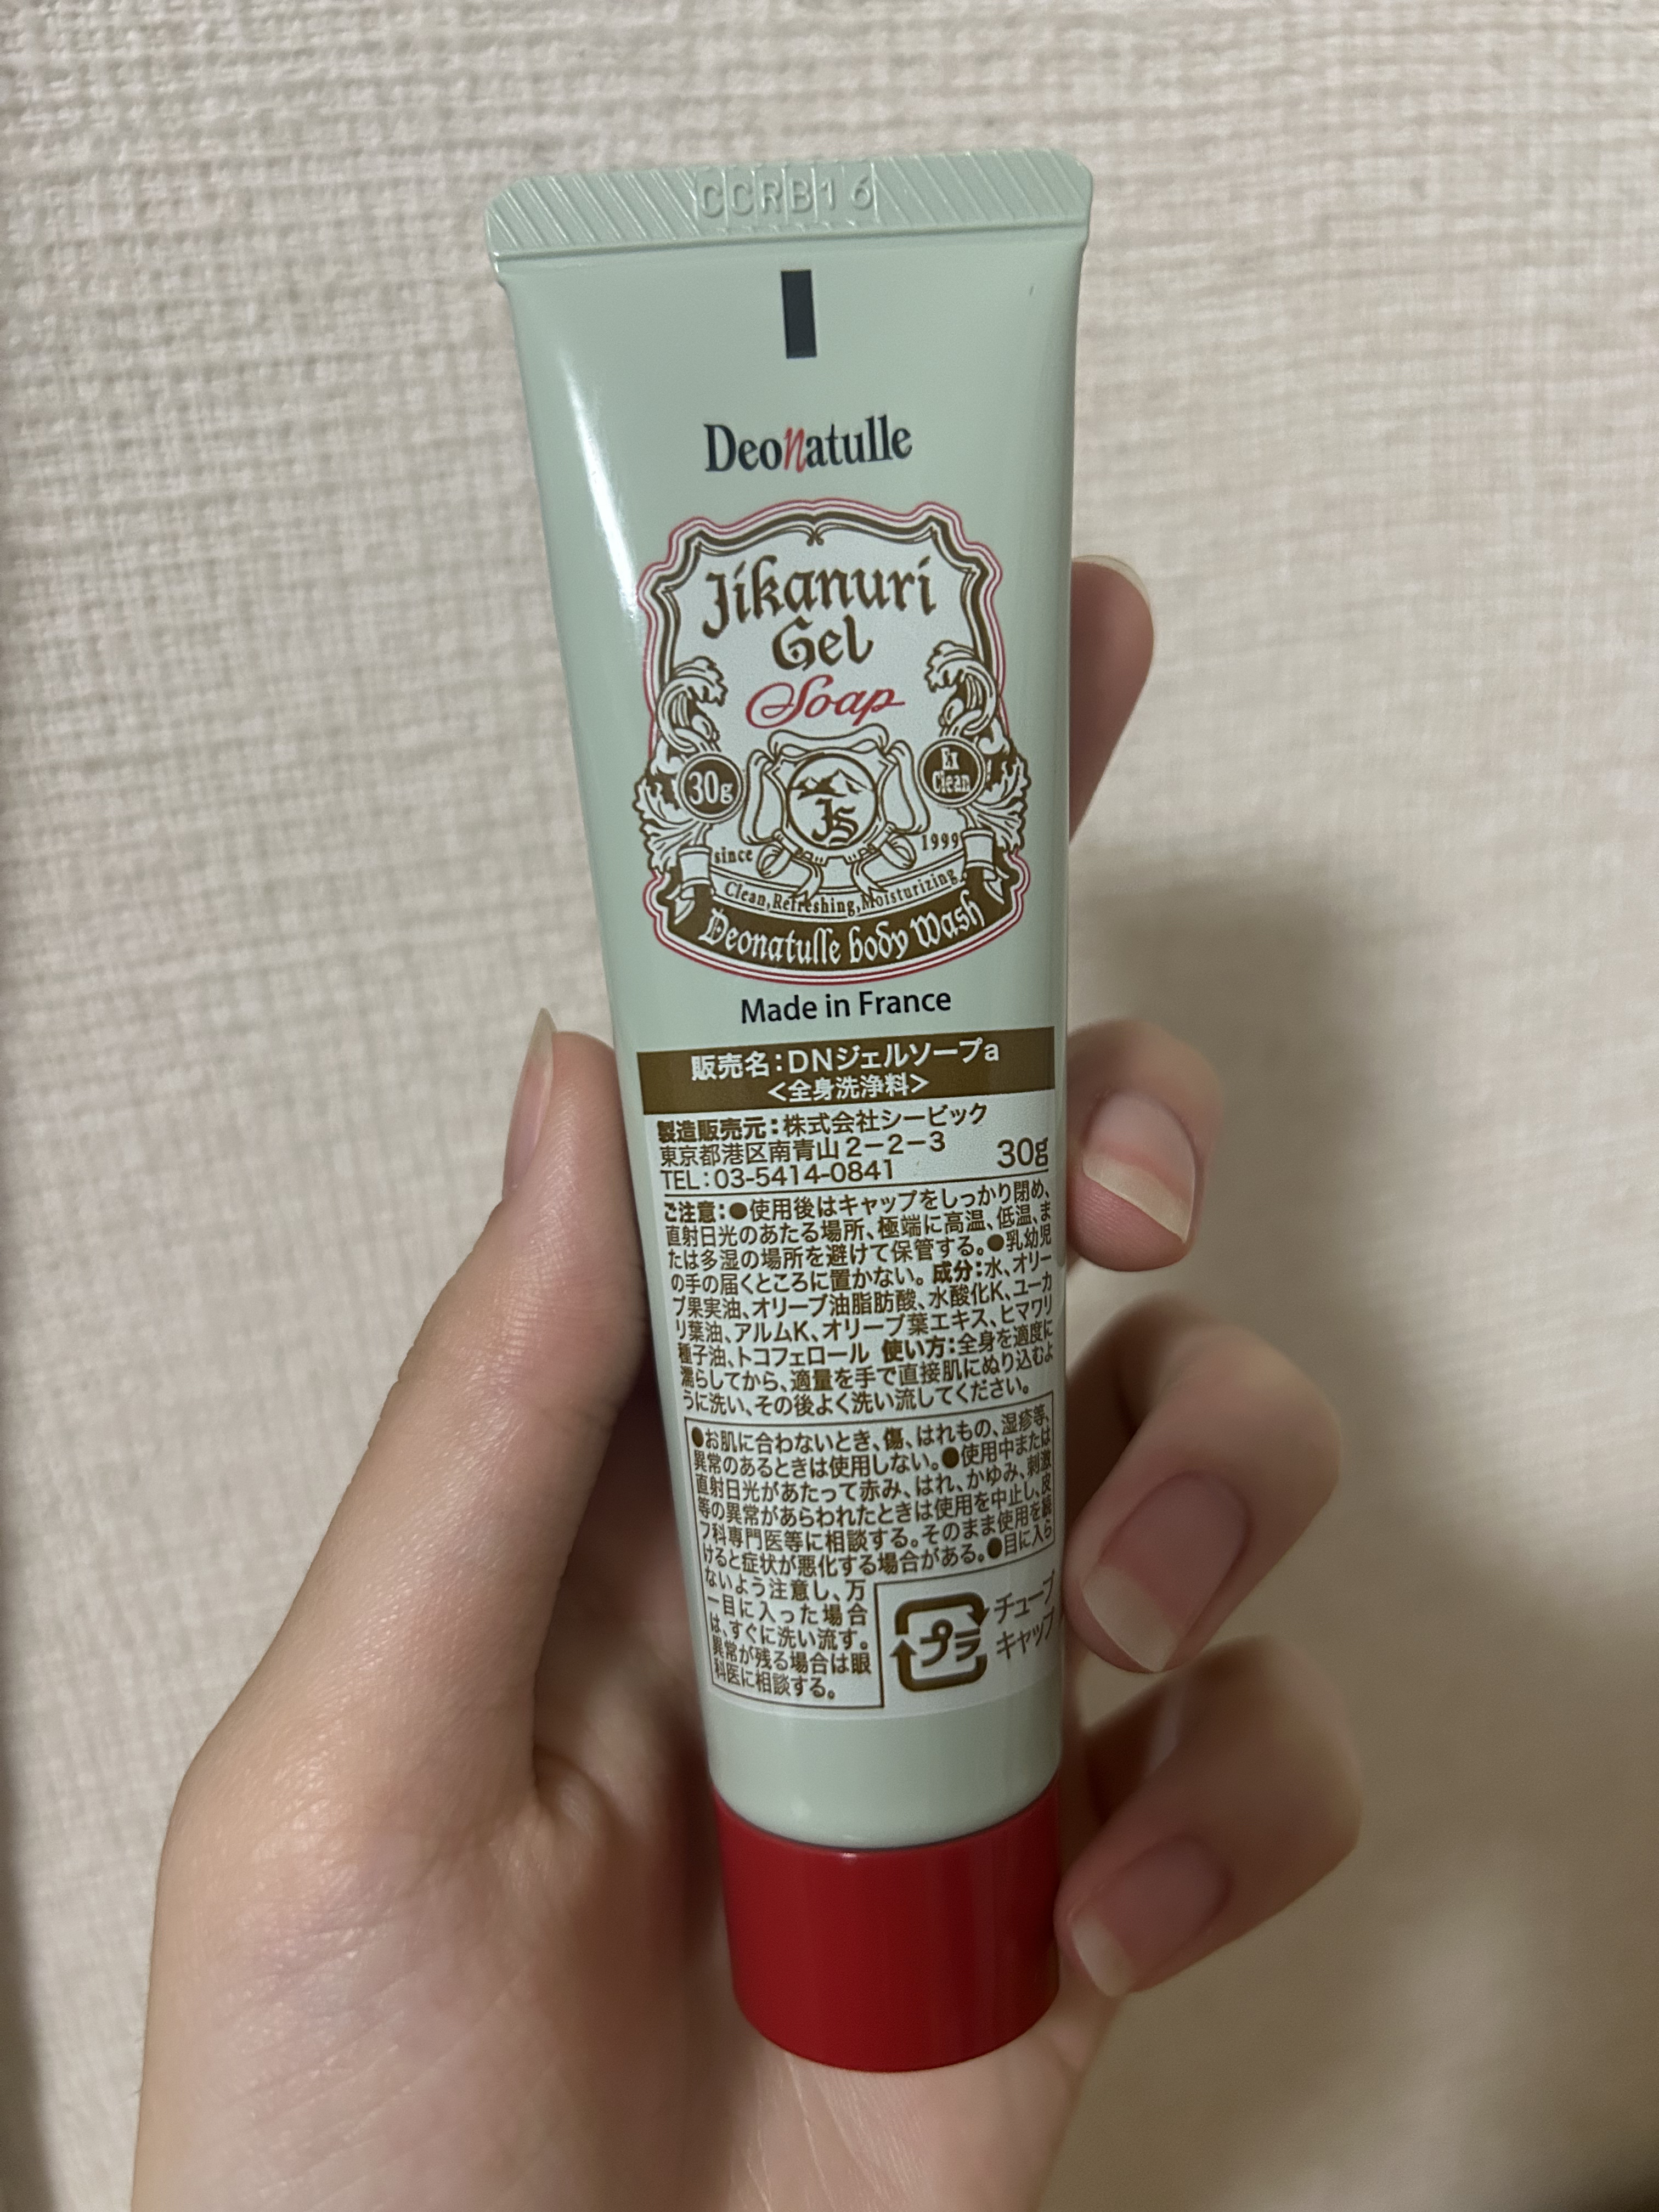 CCRB16
Deonatulle
Jikanuri
Gel
Soap
30g
Ex
Clean
JS
since
1999
Clean,Refreshing,Moisturizing
Deonatulle body Wash
Made in France
販売名：DNジェルソープa
＜全身洗浄料＞
製造販売元：株式会社シービック
東京都港区南青山2−2−3
TEL：03-5414-0841
30g
ご注意：●使用後はキャップをしっかり閉め、
直射日光のあたる場所、極端に高温、低温、ま
たは多湿の場所を避けて保管する。●乳幼児
の手の届くところに置かない。成分：水、オリー
ブ果実油、オリーブ油脂肪酸、水酸化K、ユーカ
リ葉油、アルムK、オリーブ葉エキス、ヒマワリ
種子油、トコフェロール 使い方：全身を適度に
濡らしてから、適量を手で直接肌にぬり込むよ
うに洗い、その後よく洗い流してください。
●お肌に合わないとき、傷、はれもの、湿疹等、
異常のあるときは使用しない。●使用中または
直射日光があたって赤み、はれ、かゆみ、刺激
等の異常があらわれたときは使用を中止し、皮
フ科専門医等に相談する。そのまま使用を続
けると症状が悪化する場合がある。●目に入ら
ないよう注意し、万
一目に入った場合
は、すぐに洗い流す。
異常が残る場合は眼
科医に相談する。
プラ
チューブ
キャップ